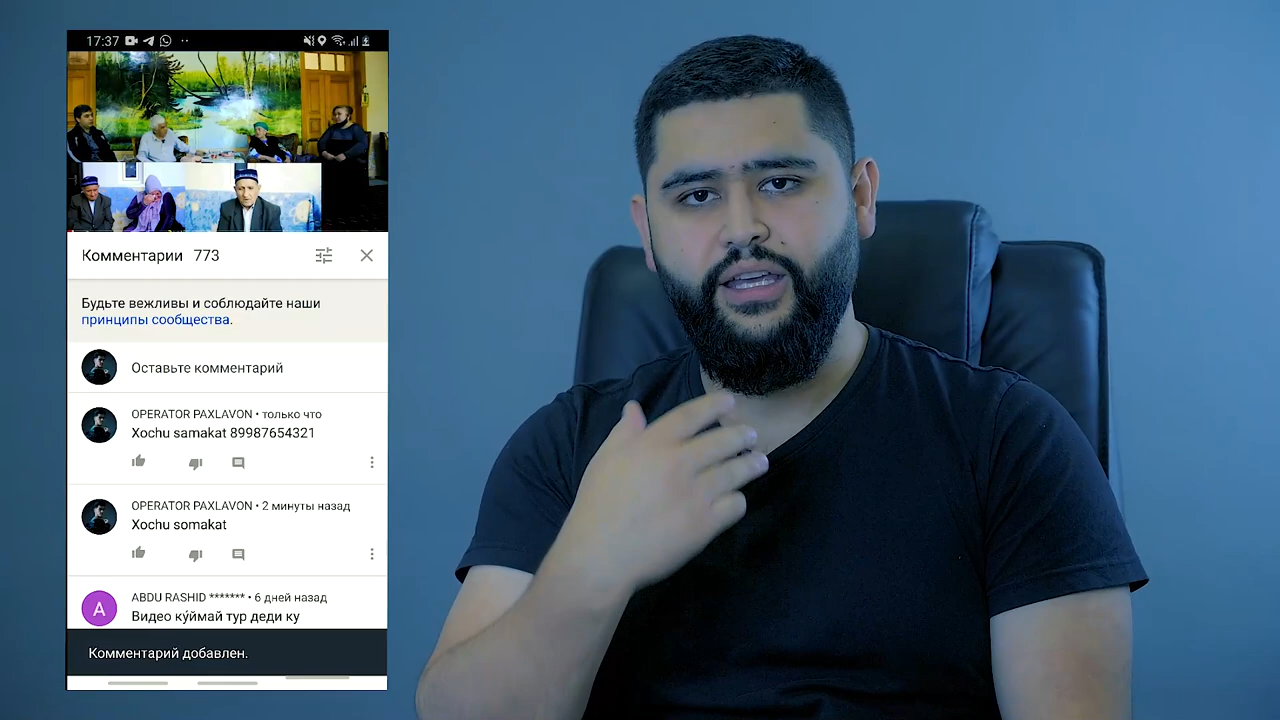 17:37
Комментарии 773
Будьте вежливы и соблюдайте наши
принципы сообщества.
Оставьте комментарий
OPERATOR PAXLAVON • только что
Xochu samakat 89987654321
OPERATOR PAXLAVON • 2 минуты назад
Xochu somakat
A
ABDU RASHID ******* • 6 дней назад
Видео кýймай тур деди ку
Комментарий добавлен.